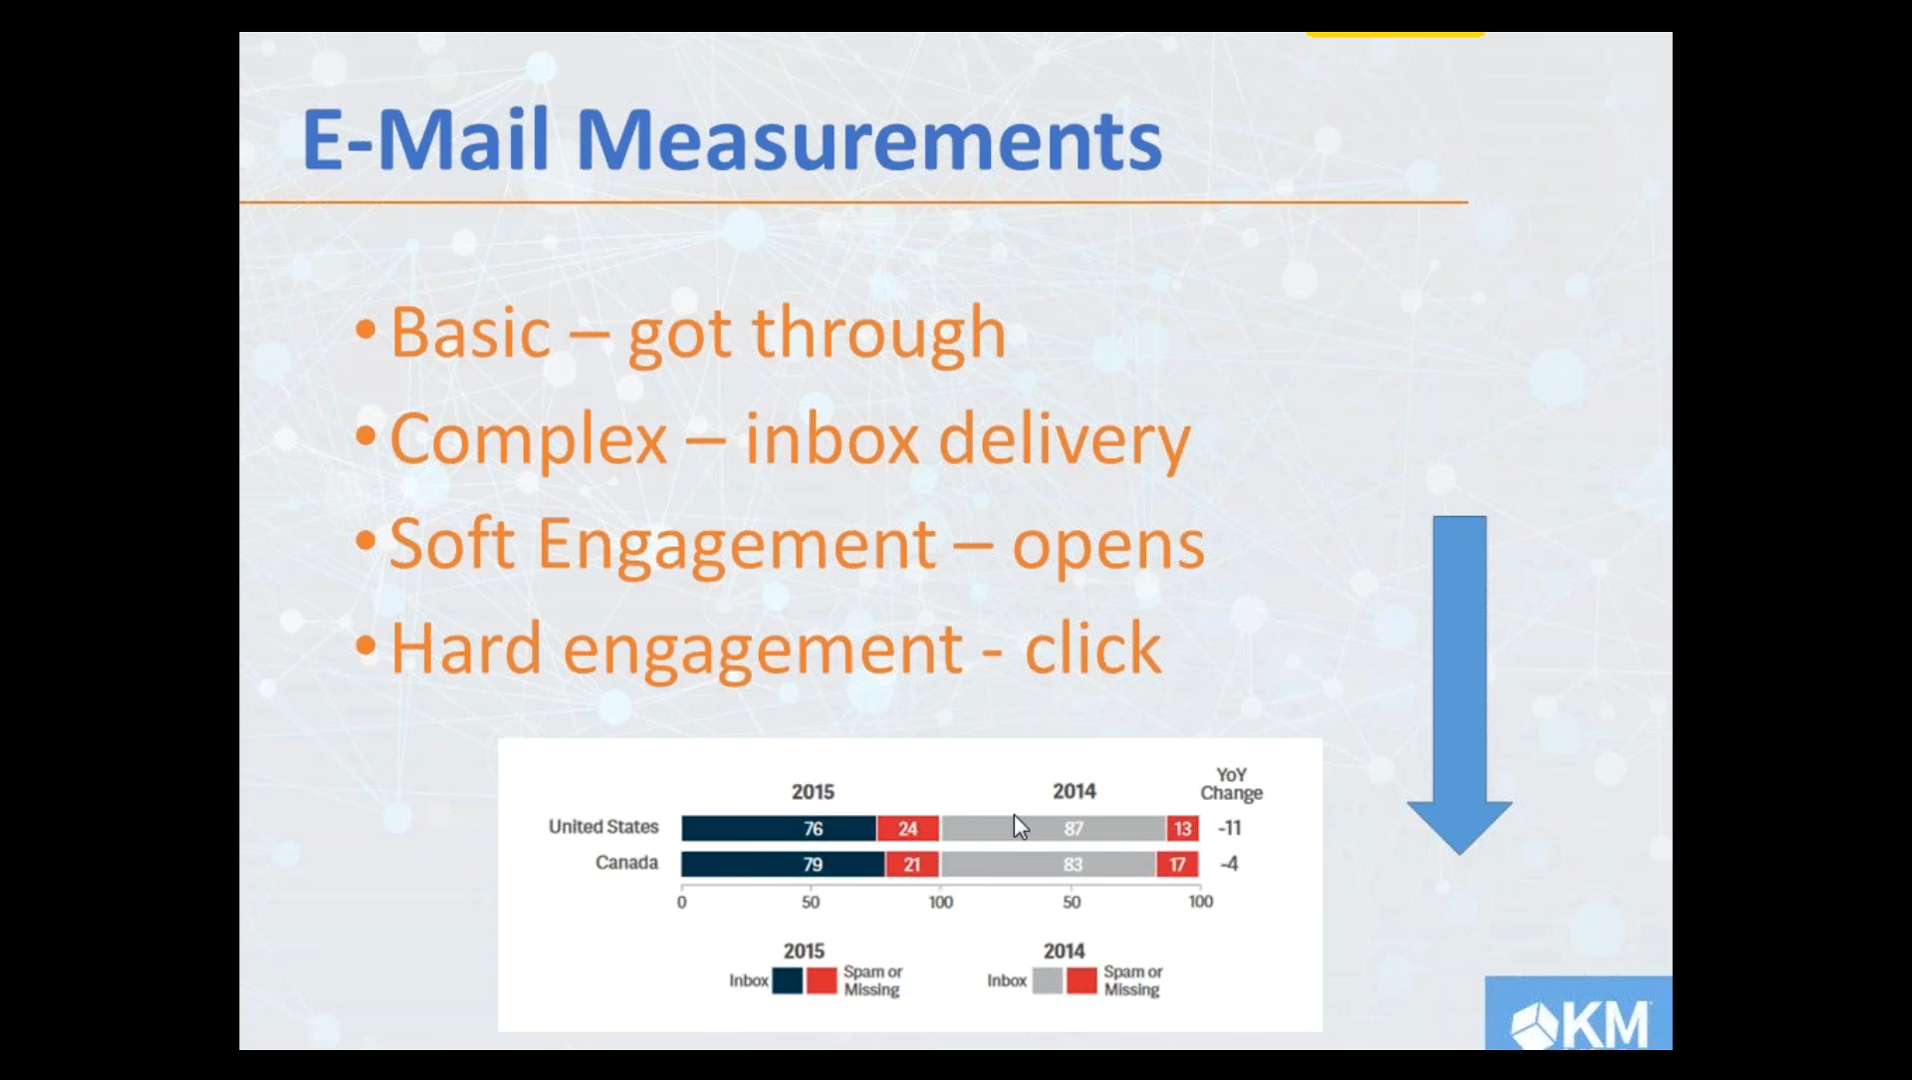 E-Mail Measurements
• Basic – got through
• Complex – inbox delivery
• Soft Engagement – opens
• Hard engagement - click
2015 2014 YoY
Change
United States 76 24 87 13 -11
Canada 79 21 83 17 -4
0 50 100 50 100
2015 2014
Inbox Spam or
Missing
Inbox Spam or
Missing
KM